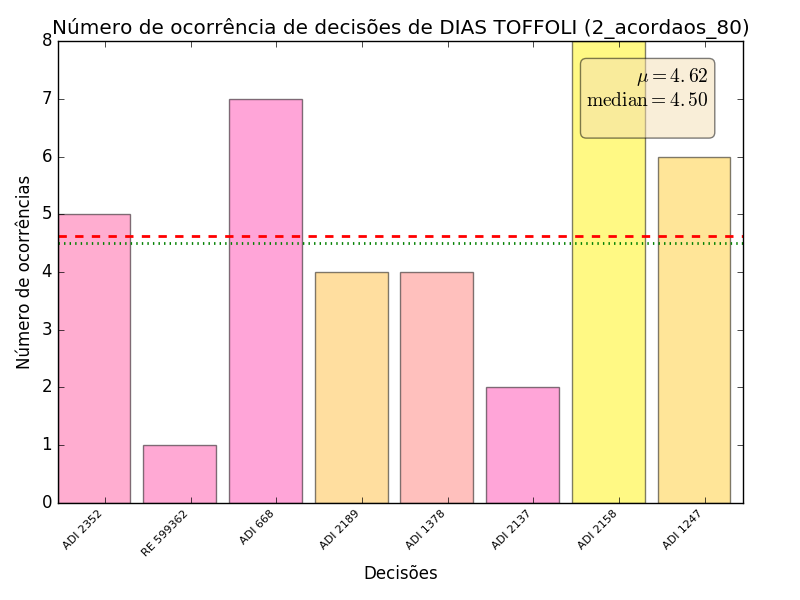 Número de ocorrência de decisões de DIAS TOFFOLI (2_acordaos_80)
μ = 4.62
median = 4.50
Número de ocorrências
8
7
6
5
4
3
2
1
0
ADI 2352
RE 599362
ADI 668
ADI 2189
ADI 1378
ADI 2137
ADI 2158
ADI 1247
Decisões